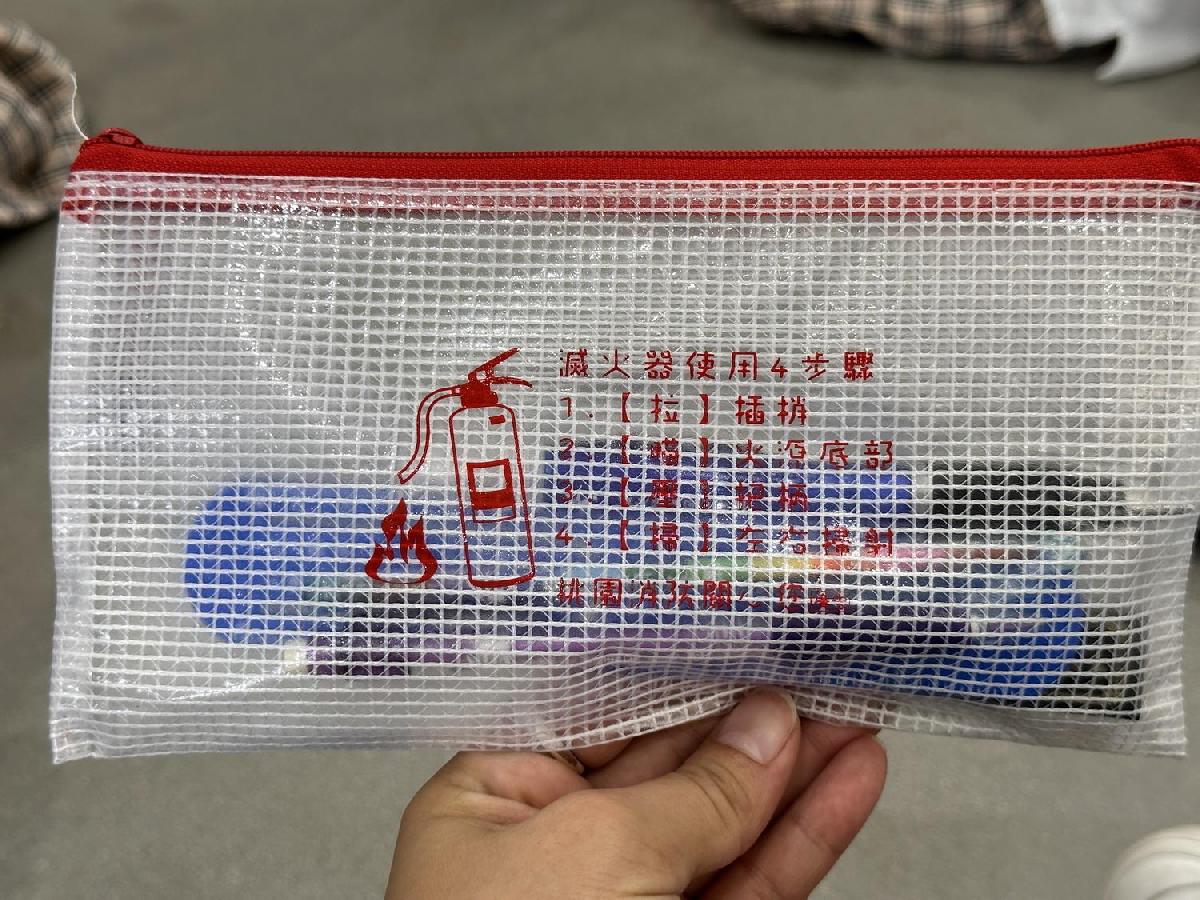 滅火器使用4步驟
1.【拉】插梢
2.【瞄】火源底部
3.【壓】握柄
4.【掃】左右掃射
桃園消防關心您